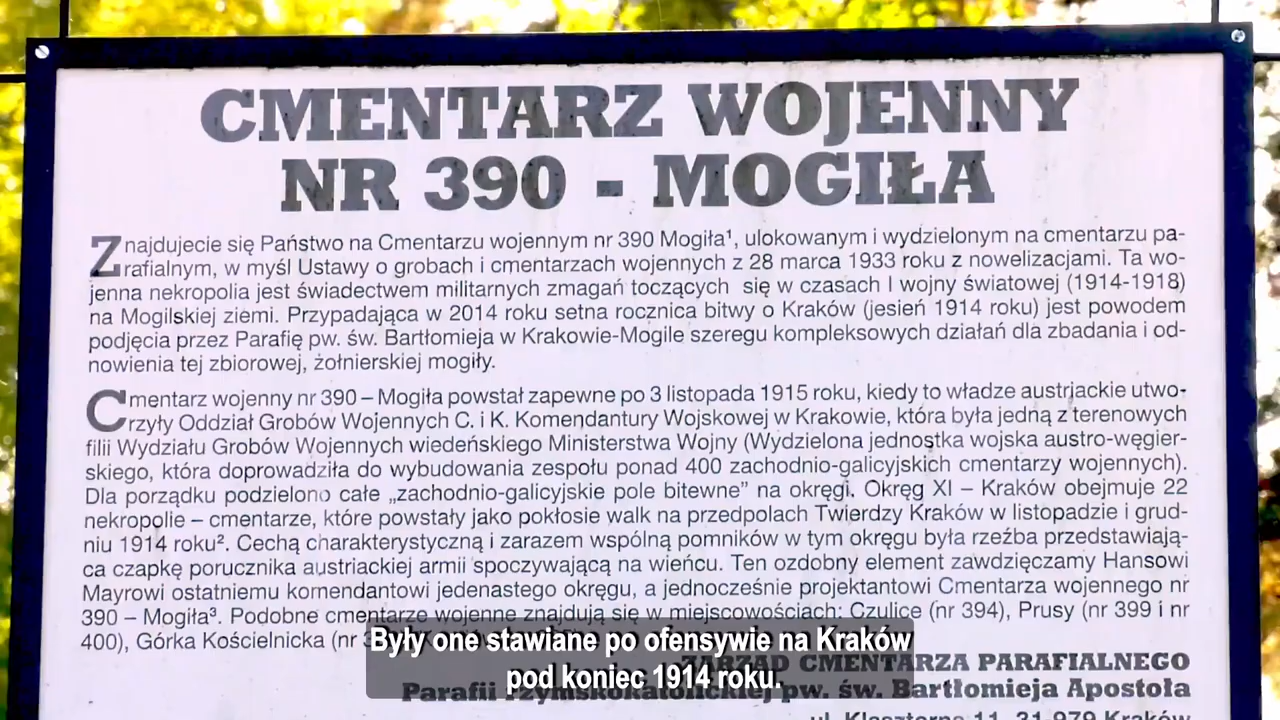 CMENTARZ WOJENNY
NR 390 - MOGIŁA
Znajdujecie się Państwo na Cmentarzu wojennym nr 390 Mogiła¹, ulokowanym i wydzielonym na cmentarzu pa-
rafialnym, w myśl Ustawy o grobach i cmentarzach wojennych z 28 marca 1933 roku z nowelizacjami. Ta wo-
jenna nekropolia jest świadectwem militarnych zmagań toczących się w czasach I wojny światowej (1914-1918)
na Mogilskiej ziemi. Przypadająca w 2014 roku setna rocznica bitwy o Kraków (jesień 1914 roku) jest powodem
podjęcia przez Parafię pw. św. Bartłomieja w Krakowie-Mogile szeregu kompleksowych działań dla zbadania i od-
nowienia tej zbiorowej, żołnierskiej mogiły.
Cmentarz wojenny nr 390 – Mogiła powstał zapewne po 3 listopada 1915 roku, kiedy to władze austrjackie utwo-
rzyły Oddział Grobów Wojennych C. i K. Komendantury Wojskowej w Krakowie, która była jedną z terenowych
filii Wydziału Grobów Wojennych wiedeńskiego Ministerstwa Wojny (Wydzielona jednostka wojska austro-węgier-
skiego, która doprowadziła do wybudowania zespołu ponad 400 zachodnio-galicyjskich cmentarzy wojennych).
Dla porządku podzielono całe „zachodnio-galicyjskie pole bitewne” na okręgi. Okręg XI – Kraków obejmuje 22
nekropolie – cmentarze, które powstały jako pokłosie walk na przedpolach Twierdzy Kraków w listopadzie i grud-
niu 1914 roku². Cechą charakterystyczną i zarazem wspólną pomników w tym okręgu była rzeźba przedstawiają-
ca czapkę porucznika austriackiej armii spoczywającą na wieńcu. Ten ozdobny element zawdzięczamy Hansowi
Mayrowi ostatniemu komendantowi jedenastego okręgu, a jednocześnie projektantowi Cmentarza wojennego nr
390 – Mogiła³. Podobne cmentarze wojenne znajdują się w miejscowościach: Czulice (nr 394), Prusy (nr 399 i nr
400), Górka Kościelnicka (nr
Były one stawiane po ofensywie na Kraków
pod koniec 1914 roku.
ZARZĄD CMENTARZA PARAFIALNEGO
Parafii rzymskokatolickiej pw. św. Bartłomieja Apostoła
ul. Klasztorna 11, 31-979 Kraków